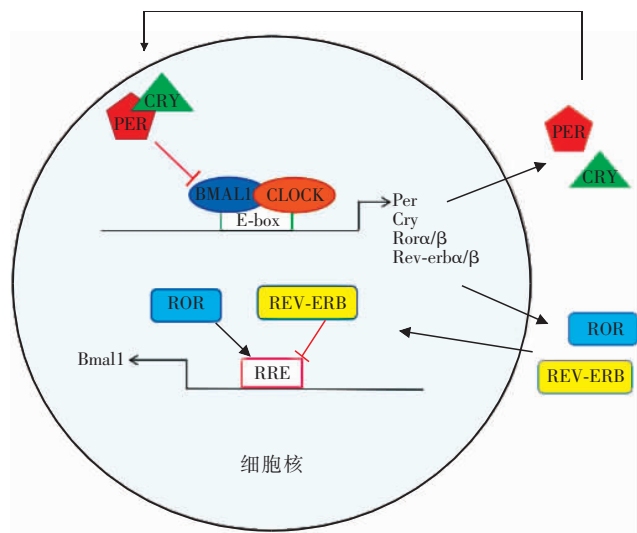 CRY
PER
BMAL1
CLOCK
E-box
Per
Cry
Rorα/β
Rev-erbα/β
PER
CRY
ROR
REV-ERB
ROR
REV-ERB
Bmal1
RRE
细胞核